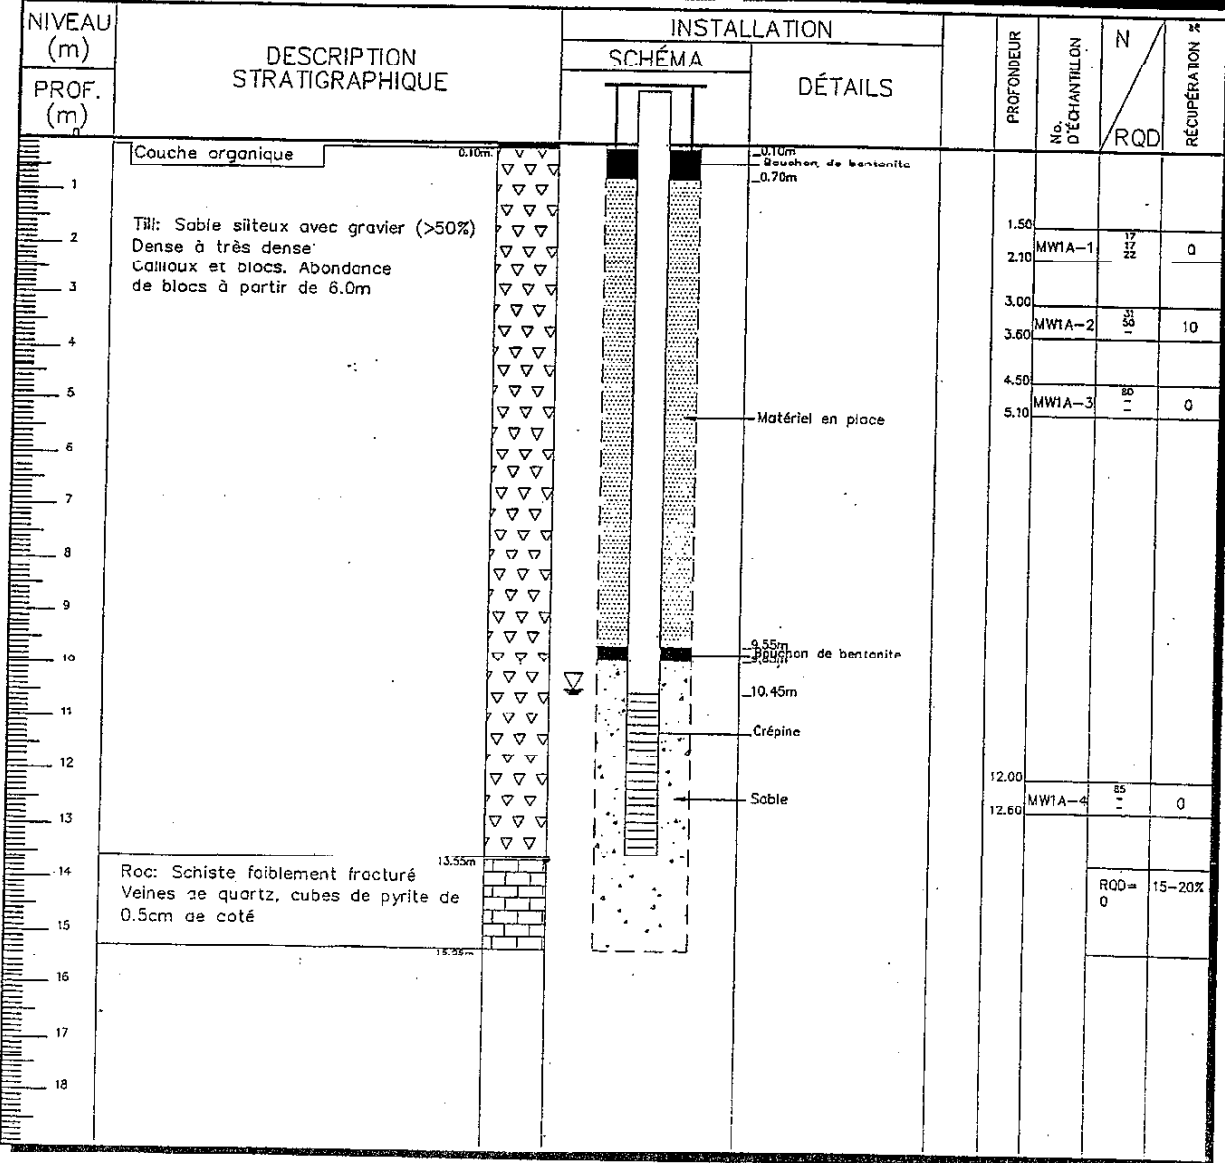 NIVEAU
(m)
PROF.
(m)
DESCRIPTION
STRATIGRAPHIQUE
INSTALLATION
SCHÉMA
DÉTAILS
PROFONDEUR
No.
D'ÉCHANTILLON
N
RQD
RÉCUPÉRATION %
0
1
2
3
4
5
6
7
8
9
10
11
12
13
14
15
16
17
18
Couche organique
0.10m.
Till: Sable silteux avec gravier (>50%)
Dense à très dense
Cailloux et blocs. Abondance
de blocs à partir de 6.0m
13.55m
Roc: Schiste faiblement fracturé
Veines de quartz, cubes de pyrite de
0.5cm de coté
0.10m
Bouchon de bentonite
0.70m
Matériel en place
9.55m
Bouchon de bentonite
10.45m
Crépine
Sable
1.50
2.10
MW1A-1
17
17
22
0
3.00
3.60
MW1A-2
31
50
-
10
4.50
5.10
MW1A-3
80
-
-
0
12.00
12.60
MW1A-4
85
-
-
0
RQD=
0
15-20%